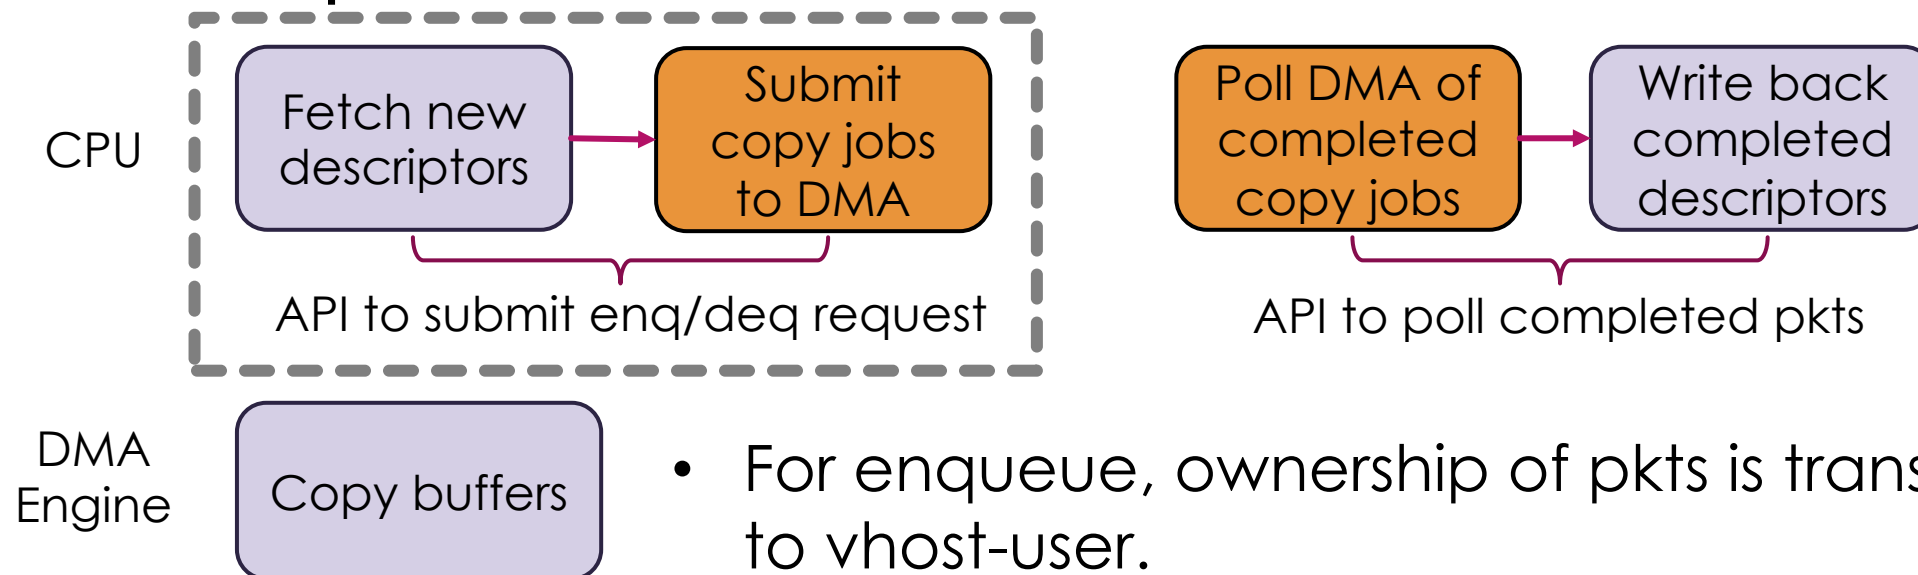 CPU
Fetch new
descriptors
Submit
copy jobs
to DMA
Poll DMA of
completed
copy jobs
Write back
completed
descriptors
API to submit enq/deq request
API to poll completed pkts
DMA
Engine
Copy buffers
• For enqueue, ownership of pkts is
to vhost-user.